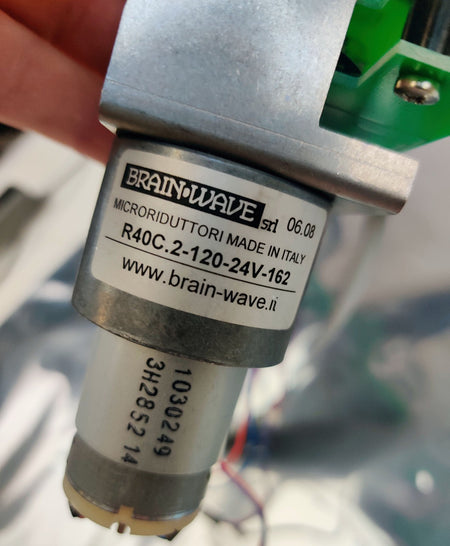 BRAIN•WAVE srl 06.08
MICRORIDUTTORI MADE IN ITALY
R40C.2-120-24V-162
www.brain-wave.it
1030249
3H2852 14